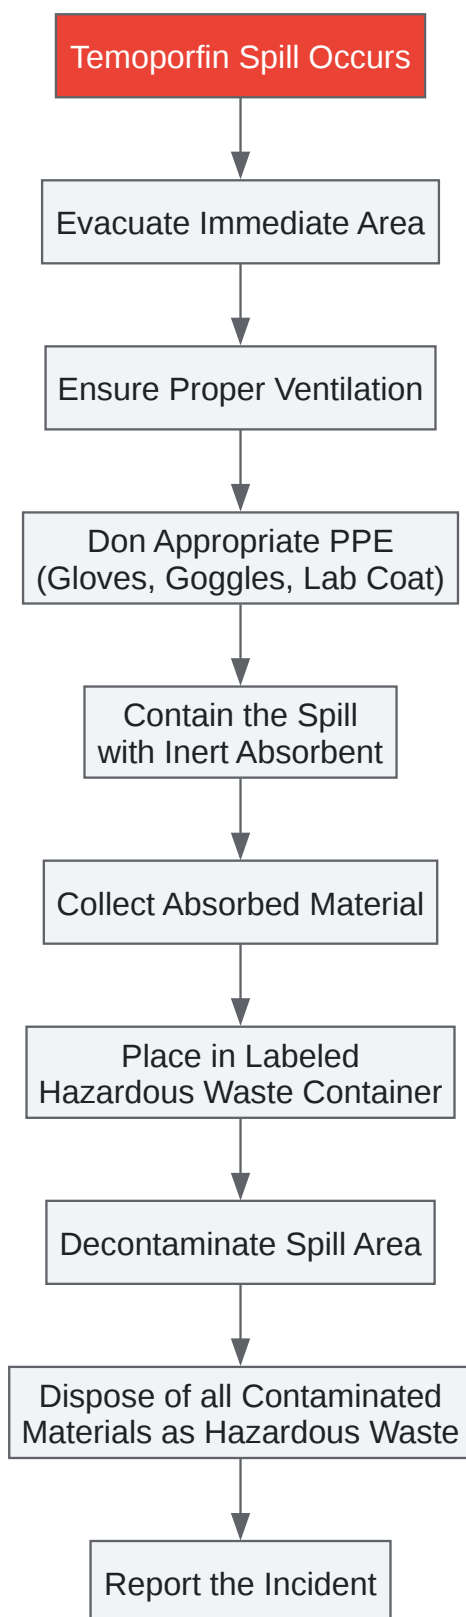 Temoporfin Spill Occurs
Evacuate Immediate Area
Ensure Proper Ventilation
Don Appropriate PPE
(Gloves, Goggles, Lab Coat)
Contain the Spill
with Inert Absorbent
Collect Absorbed Material
Place in Labeled
Hazardous Waste Container
Decontaminate Spill Area
Dispose of all Contaminated
Materials as Hazardous Waste
Report the Incident